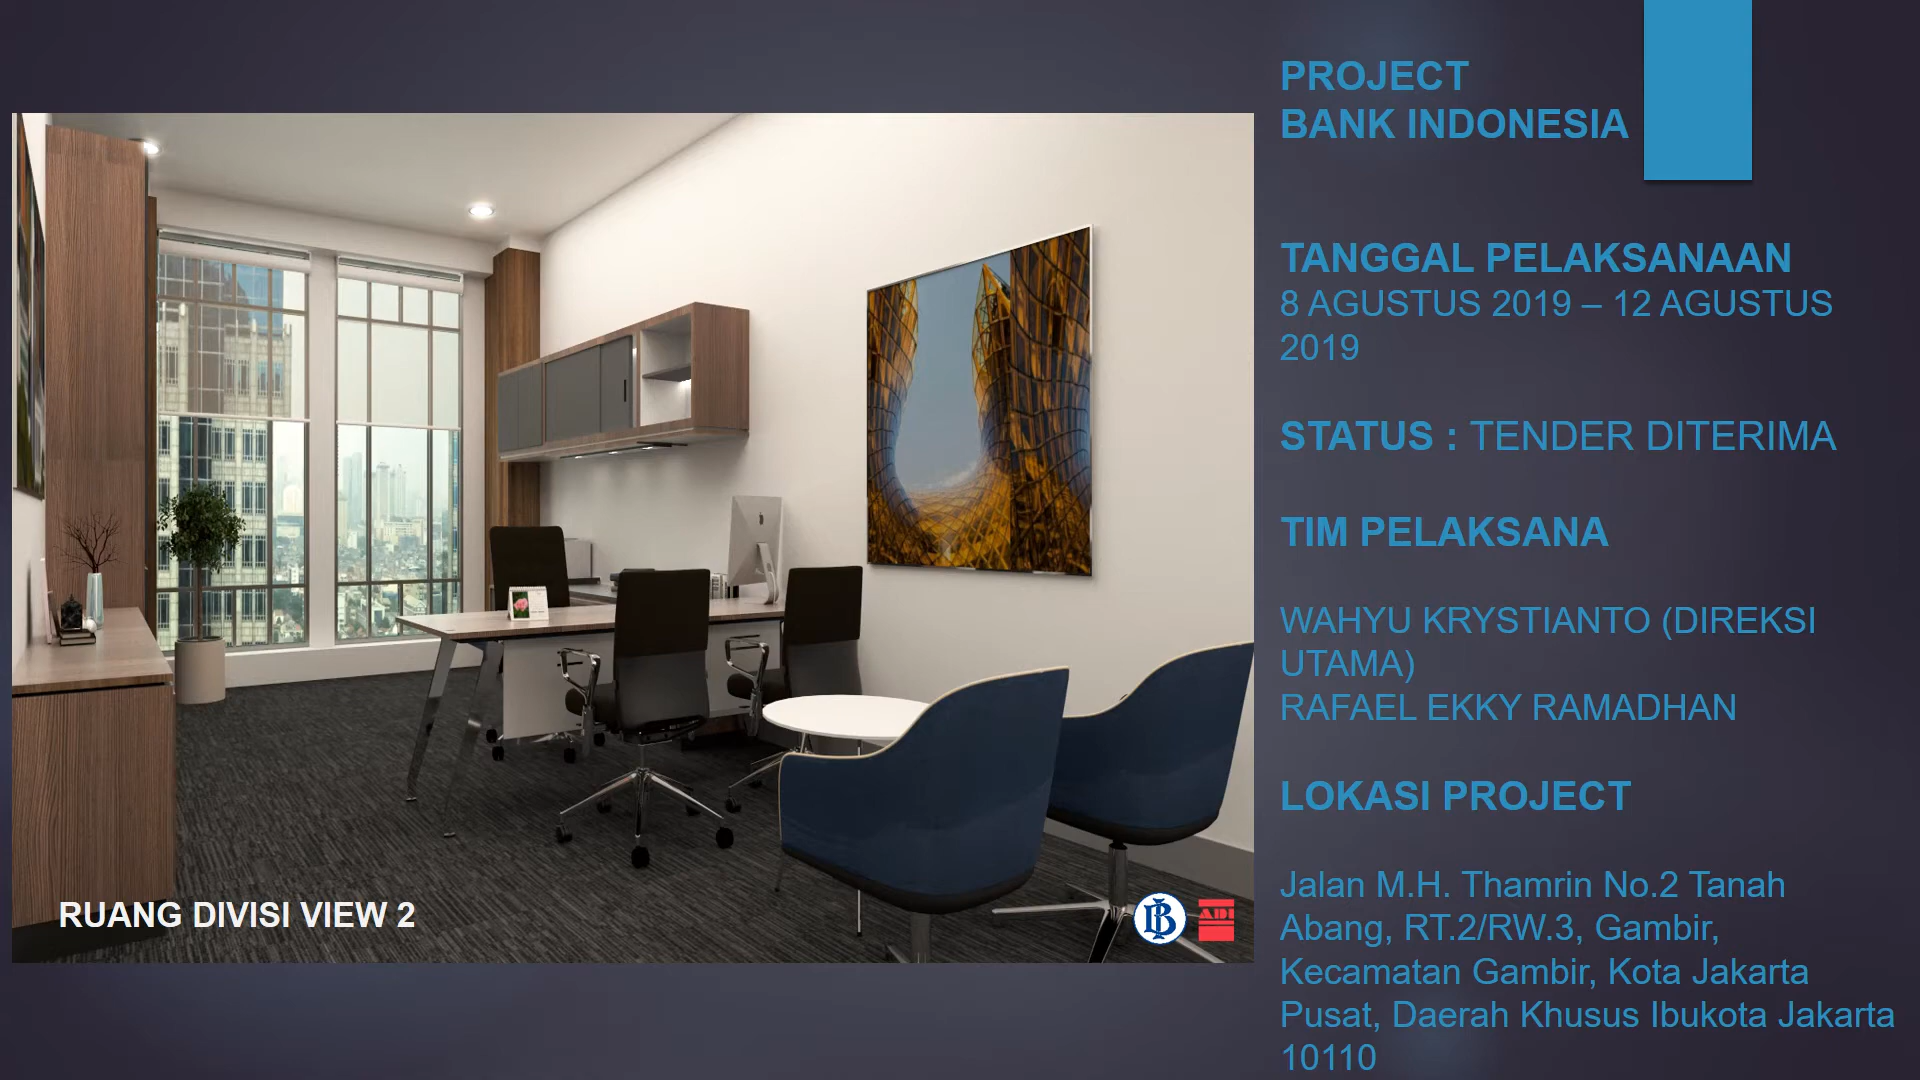 PROJECT
BANK INDONESIA
TANGGAL PELAKSANAAN
8 AGUSTUS 2019 – 12 AGUSTUS
2019
STATUS : TENDER DITERIMA
TIM PELAKSANA
WAHYU KRYSTIANTO (DIREKSI
UTAMA)
RAFAEL EKKY RAMADHAN
LOKASI PROJECT
Jalan M.H. Thamrin No.2 Tanah
Abang, RT.2/RW.3, Gambir,
Kecamatan Gambir, Kota Jakarta
Pusat, Daerah Khusus Ibukota Jakarta
10110
RUANG DIVISI VIEW 2
ADI